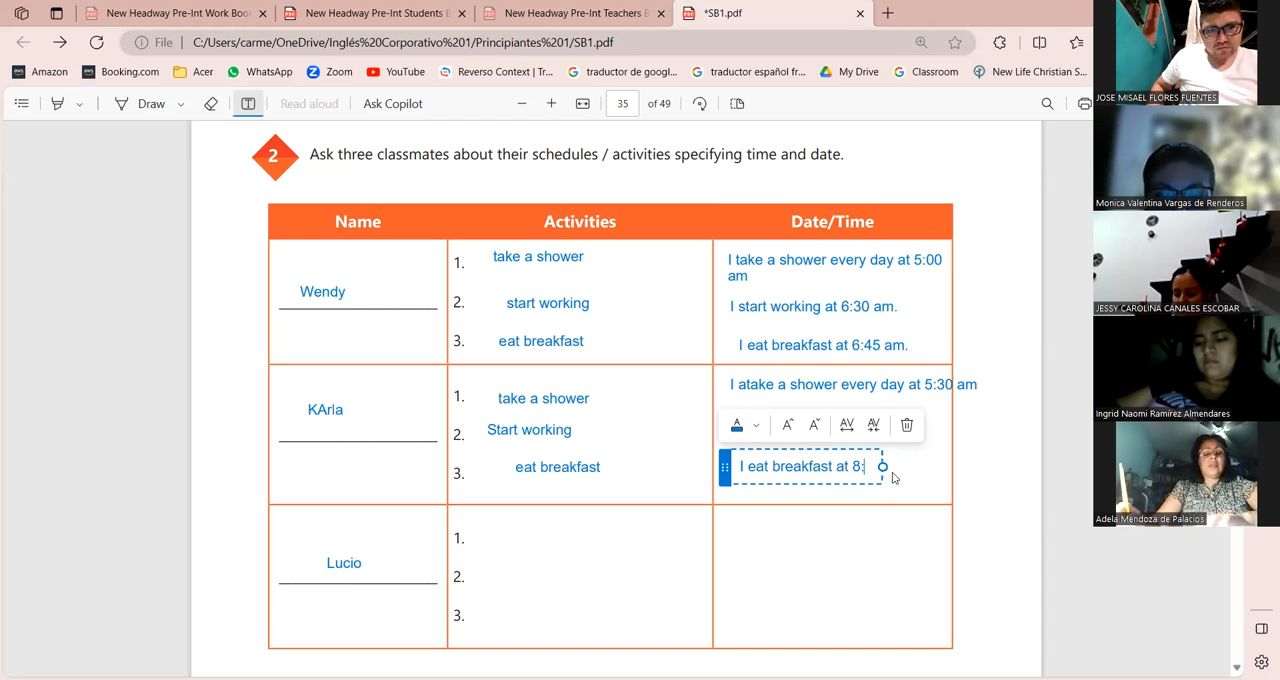 New Headway Pre-Int Work Boo
New Headway Pre-Int Students B
New Headway Pre-Int Teachers B
*SB1.pdf
File
C:/Users/carme/OneDrive/Inglés%20Corporativo%201/Principiantes%201/SB1.pdf
Amazon
Booking.com
Acer
WhatsApp
Zoom
YouTube
Reverso Context | Tr...
traductor de googl...
traductor español fr...
My Drive
Classroom
New Life Christian S...
Draw
Read aloud
Ask Copilot
35
of 49
2
Ask three classmates about their schedules / activities specifying time and date.
Name
Activities
Date/Time
Wendy
1. take a shower
I take a shower every day at 5:00
am
2. start working
I start working at 6:30 am.
3. eat breakfast
I eat breakfast at 6:45 am.
KArla
1. take a shower
I atake a shower every day at 5:30 am
2. Start working
3. eat breakfast
I eat breakfast at 8:
Lucio
1.
2.
3.
JOSE MISAEL FLORES FUENTES
Monica Valentina Vargas de Renderos
JESSY CAROLINA CANALES ESCOBAR
Ingrid Naomi Ramírez Almendares
Adela Mendoza de Palacios